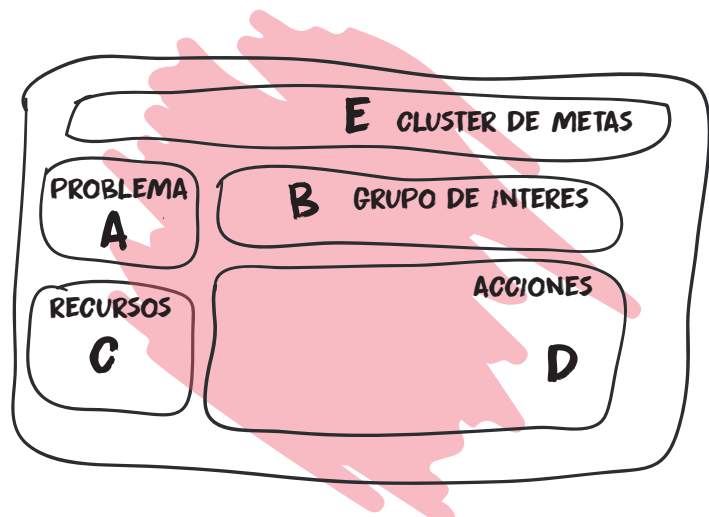 E CLUSTER DE METAS
PROBLEMA
A
B GRUPO DE INTERES
RECURSOS
C
ACCIONES
D